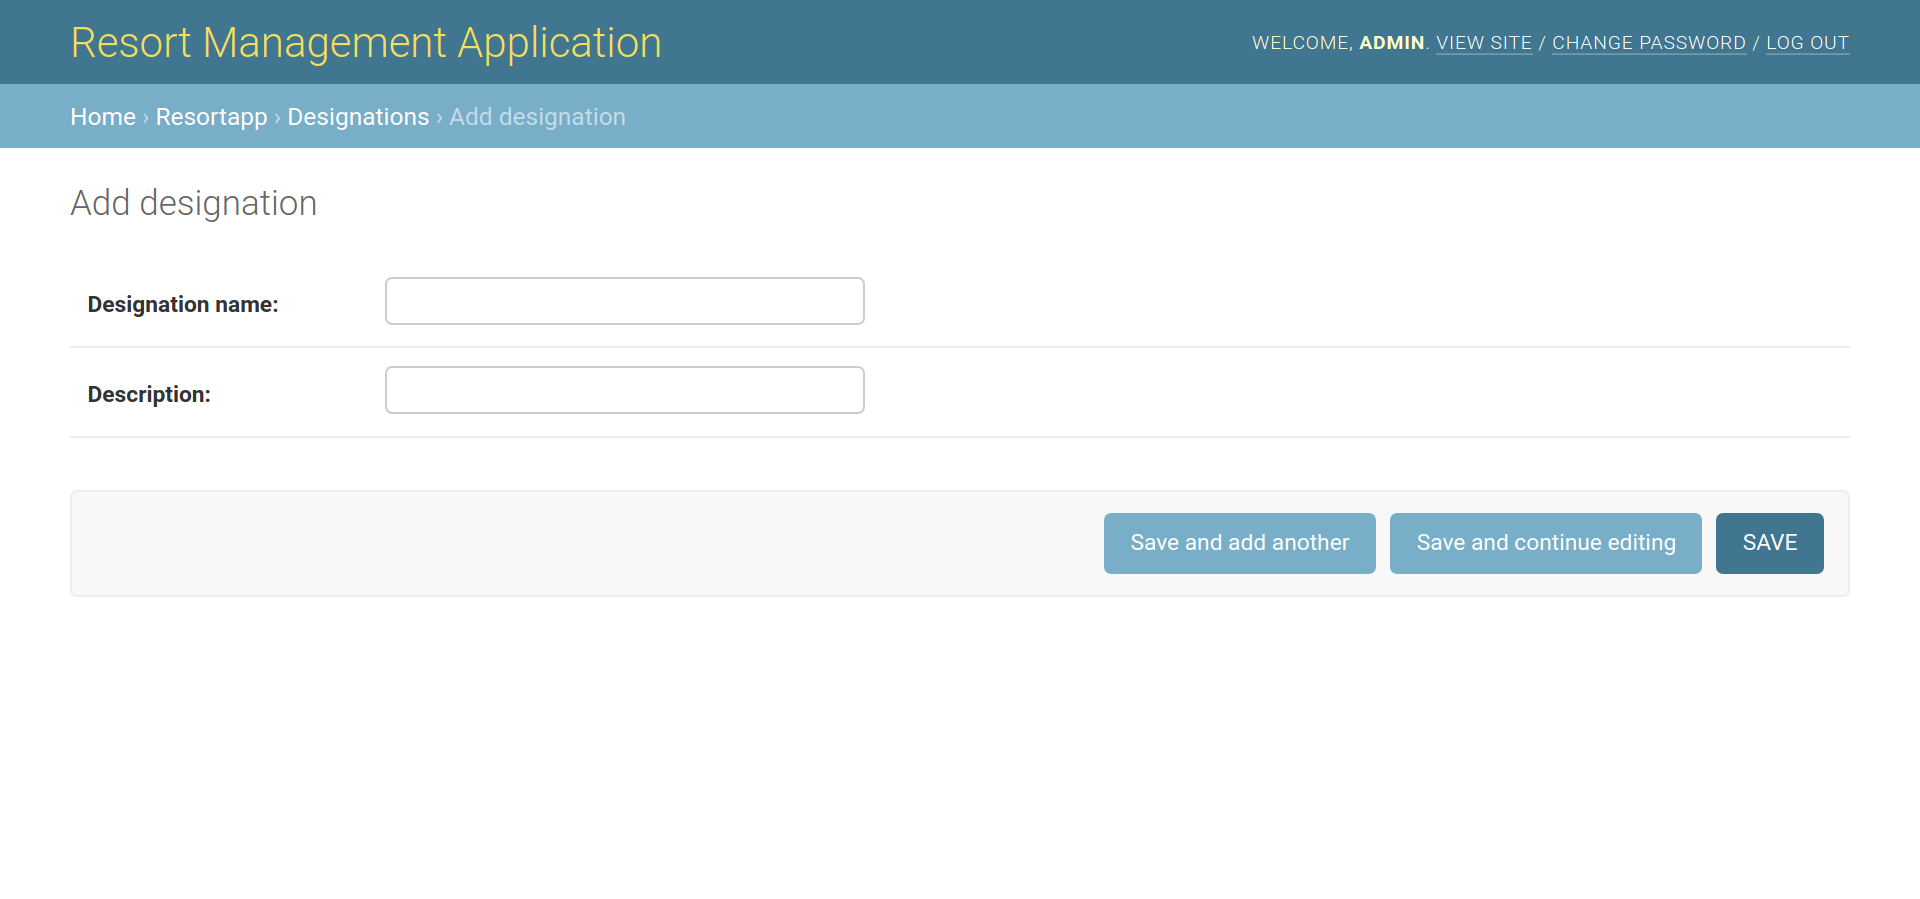 Resort Management Application
WELCOME, ADMIN. VIEW SITE / CHANGE PASSWORD / LOG OUT
Home › Resortapp › Designations › Add designation
Add designation
Designation name:
Description:
Save and add another
Save and continue editing
SAVE